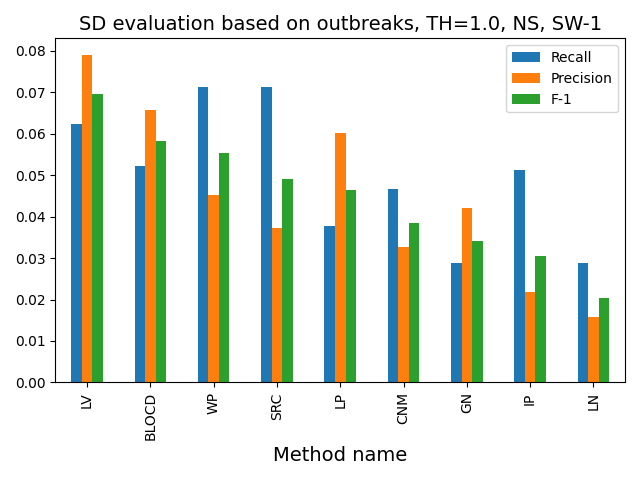 SD evaluation based on outbreaks, TH=1.0, NS, SW-1
Recall
Precision
F-1
0.08
0.07
0.06
0.05
0.04
0.03
0.02
0.01
0.00
LV
BLOCD
WP
SRC
LP
CNM
GN
IP
LN
Method name